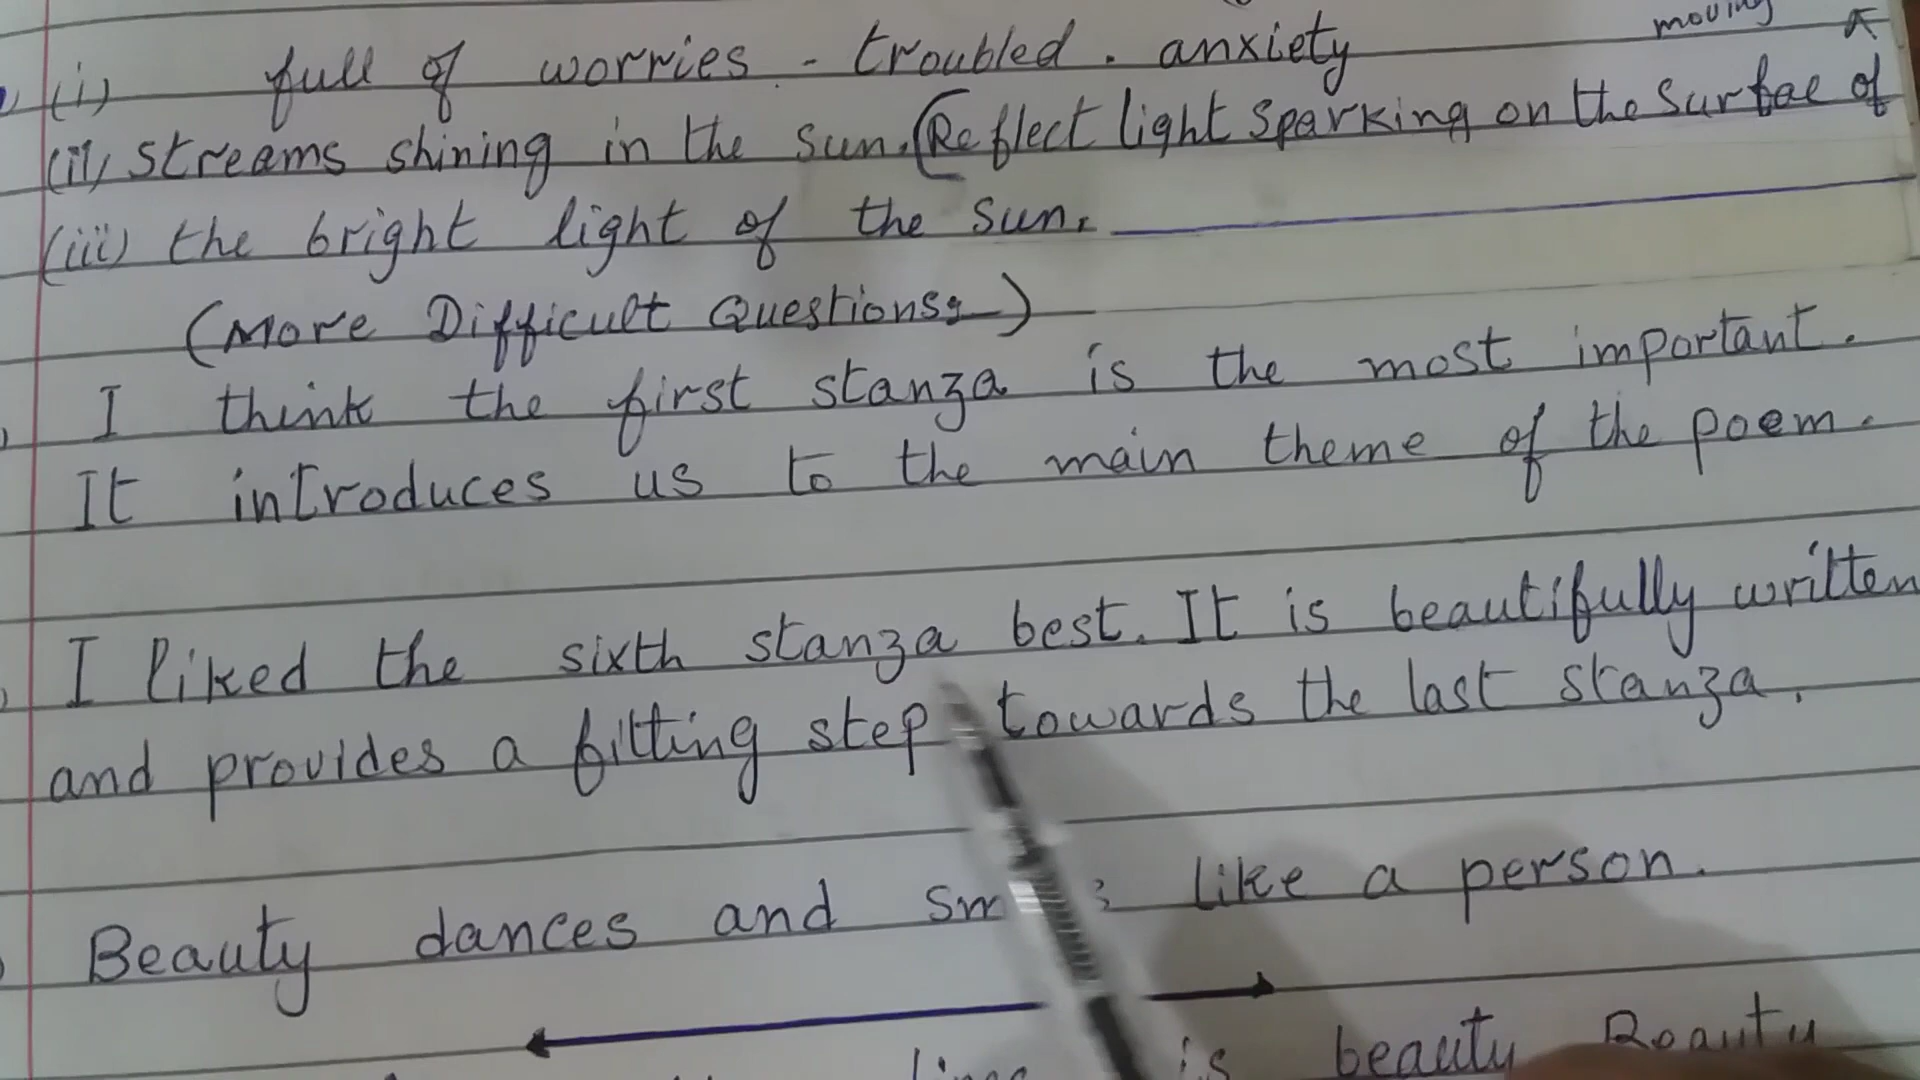 moving
(i) full of worries - troubled. anxiety
(ii) streams shining in the sun. (Reflect light sparking on the surfae of
(iii) the bright light of the sun.
(More Difficult Questions:-)
I think the first stanza is the most important.
It introduces us to the main theme of the poem.
I liked the sixth stanza best. It is beautifully written
and provides a fitting step towards the last stanza.
Beauty dances and like a person.
is beauty Beauty